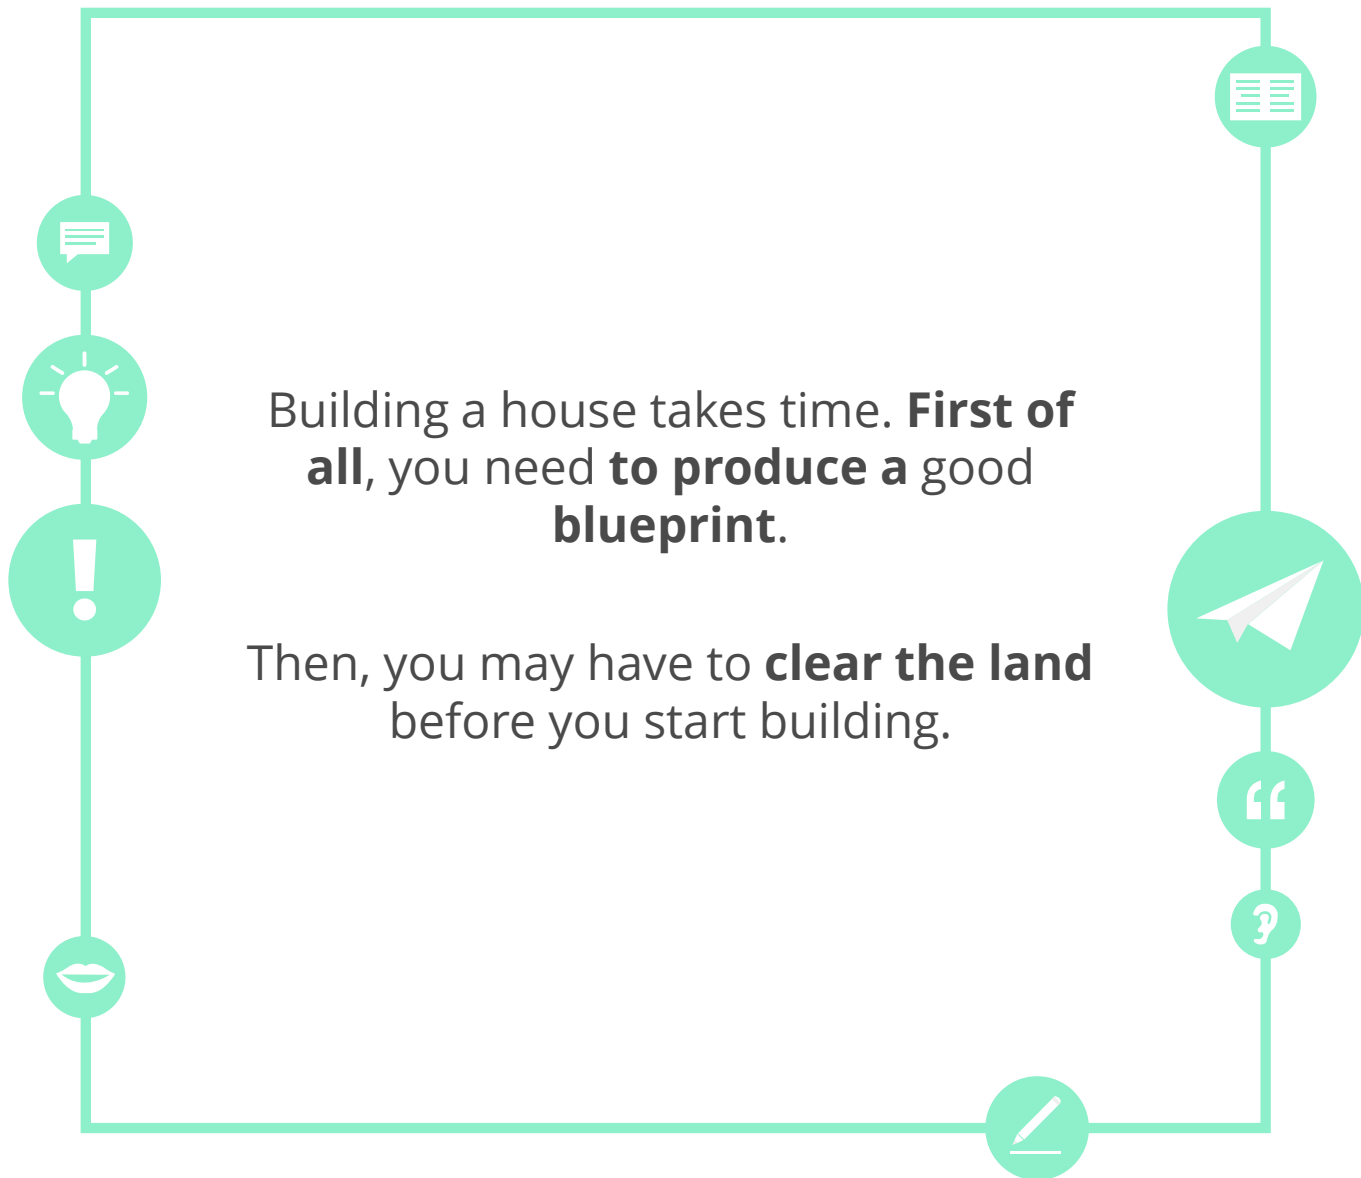 Building a house takes time. First of
all, you need to produce a good
blueprint.
Then, you may have to clear the land
before you start building.